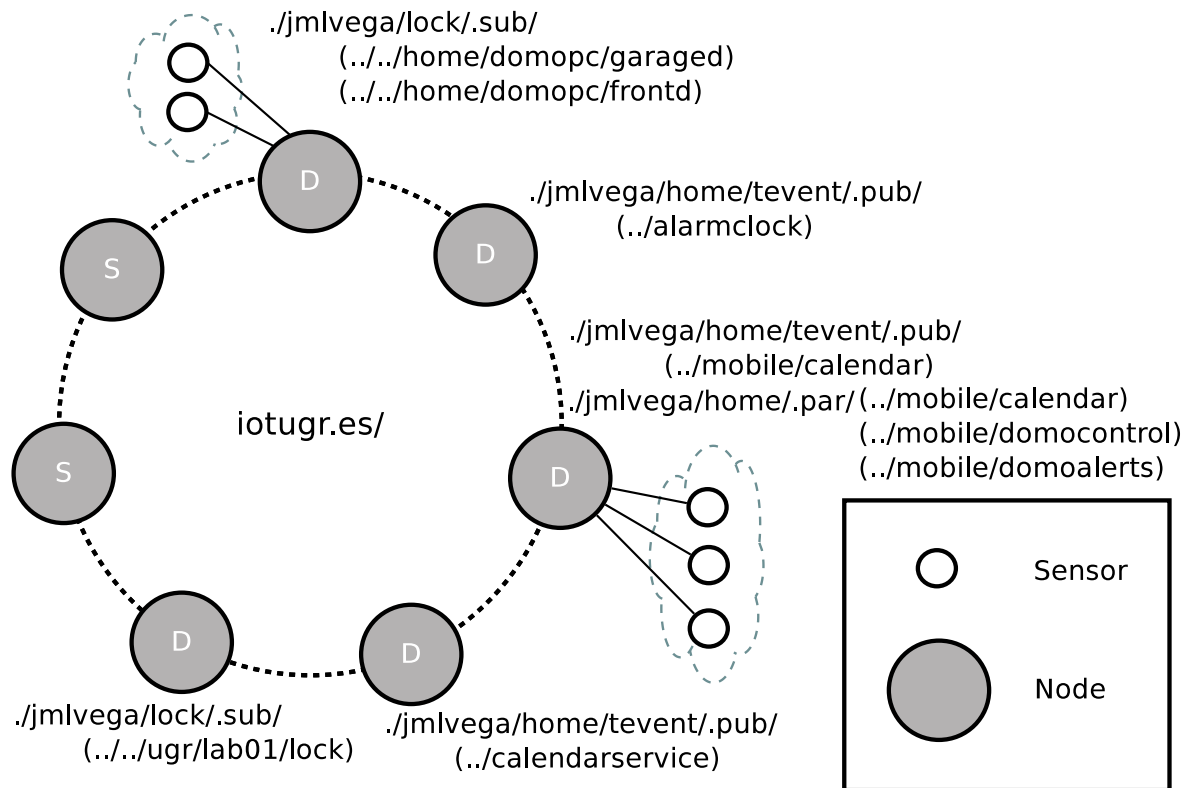 ./jmlvega/lock/.sub/
(../../home/domopc/garaged)
(../../home/domopc/frontd)
D
./jmlvega/home/tevent/.pub/
(../alarmclock)
D
S
./jmlvega/home/tevent/.pub/
(../mobile/calendar)
./jmlvega/home/.par/ (../mobile/calendar)
(../mobile/domocontrol)
(../mobile/domoalerts)
iotugr.es/
S
D
Sensor
D
D
Node
./jmlvega/lock/.sub/
(../../ugr/lab01/lock)
./jmlvega/home/tevent/.pub/
(../calendarservice)